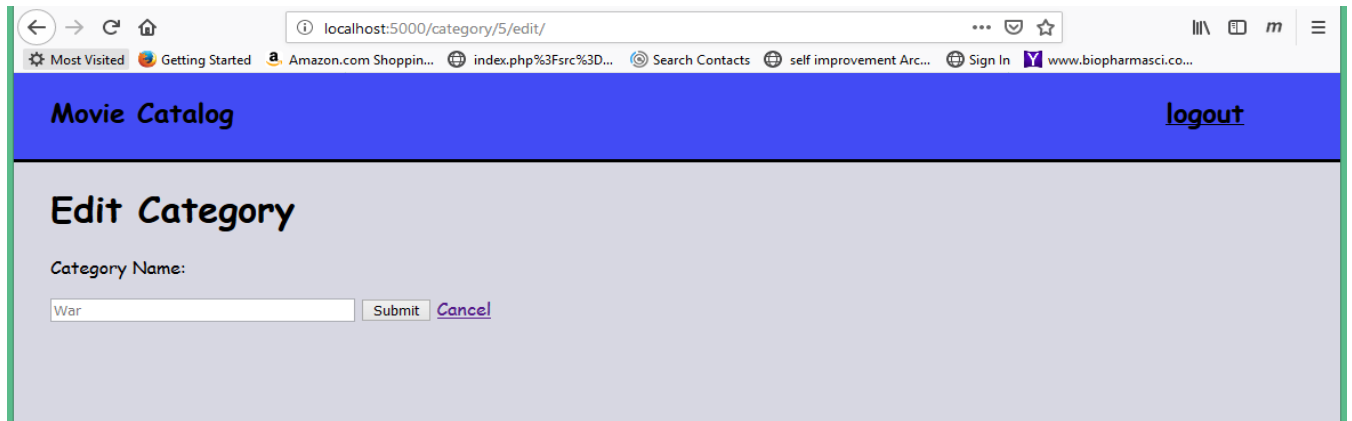 localhost:5000/category/5/edit/
Most Visited Getting Started Amazon.com Shoppin... index.php%3Fsrc%3D... Search Contacts self improvement Arc... Sign In www.biopharmasci.co...
Movie Catalog logout
Edit Category
Category Name:
War Submit Cancel